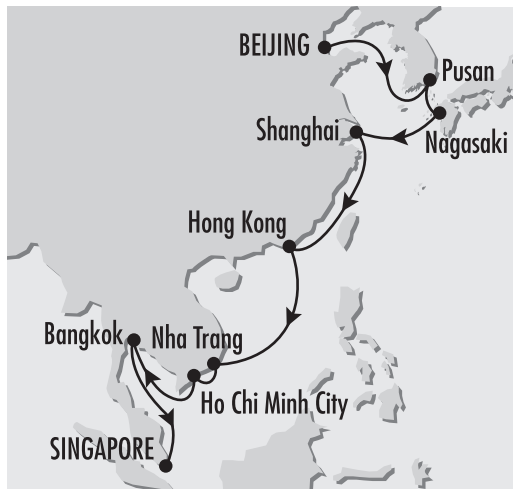 BEIJING
Pusan
Shanghai
Nagasaki
Hong Kong
Bangkok
Nha Trang
Ho Chi Minh City
SINGAPORE